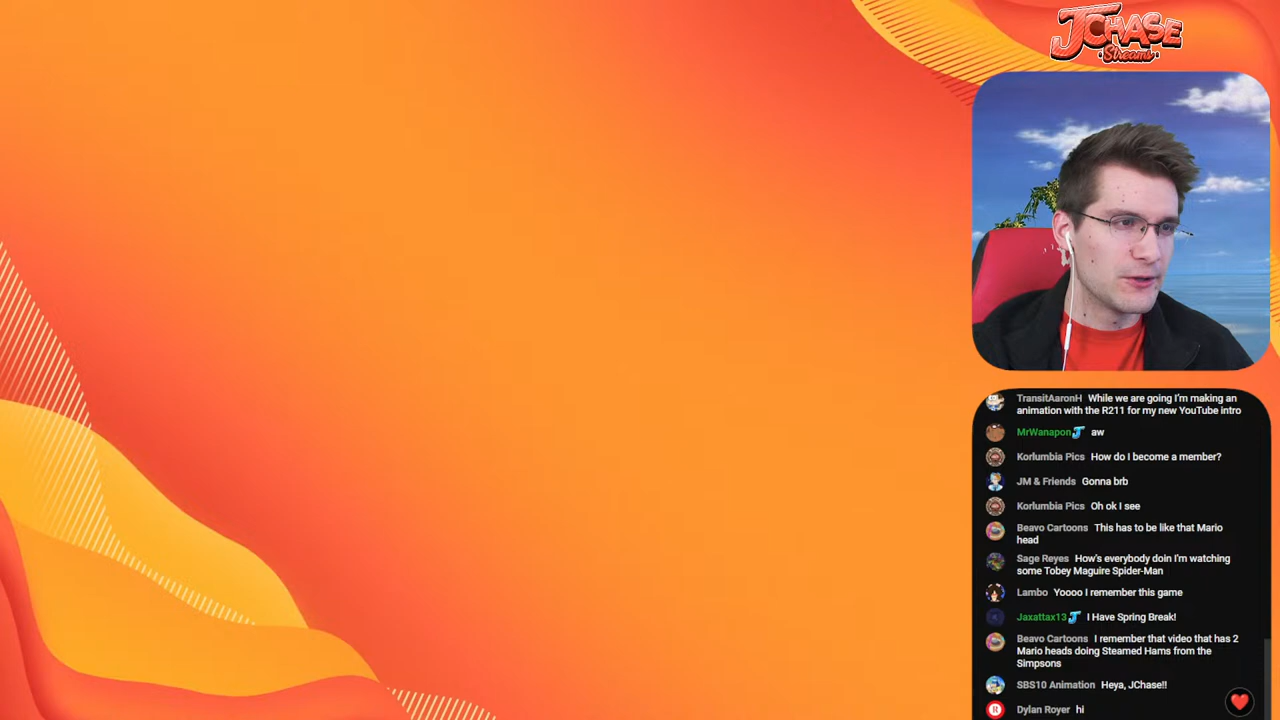 JCHASE
Streams
TransitAaronH While we are going I'm making an
animation with the R211 for my new YouTube intro
MrWanapon aw
Korlumbia Pics How do I become a member?
JM & Friends Gonna brb
Korlumbia Pics Oh ok I see
Beavo Cartoons This has to be like that Mario
head
Sage Reyes How's everybody doin I'm watching
some Tobey Maguire Spider-Man
Lambo Yoooo I remember this game
Jaxattax13 I Have Spring Break!
Beavo Cartoons I remember that video that has 2
Mario heads doing Steamed Hams from the
Simpsons
SBS10 Animation Heya, JChase!!
R Dylan Royer hi